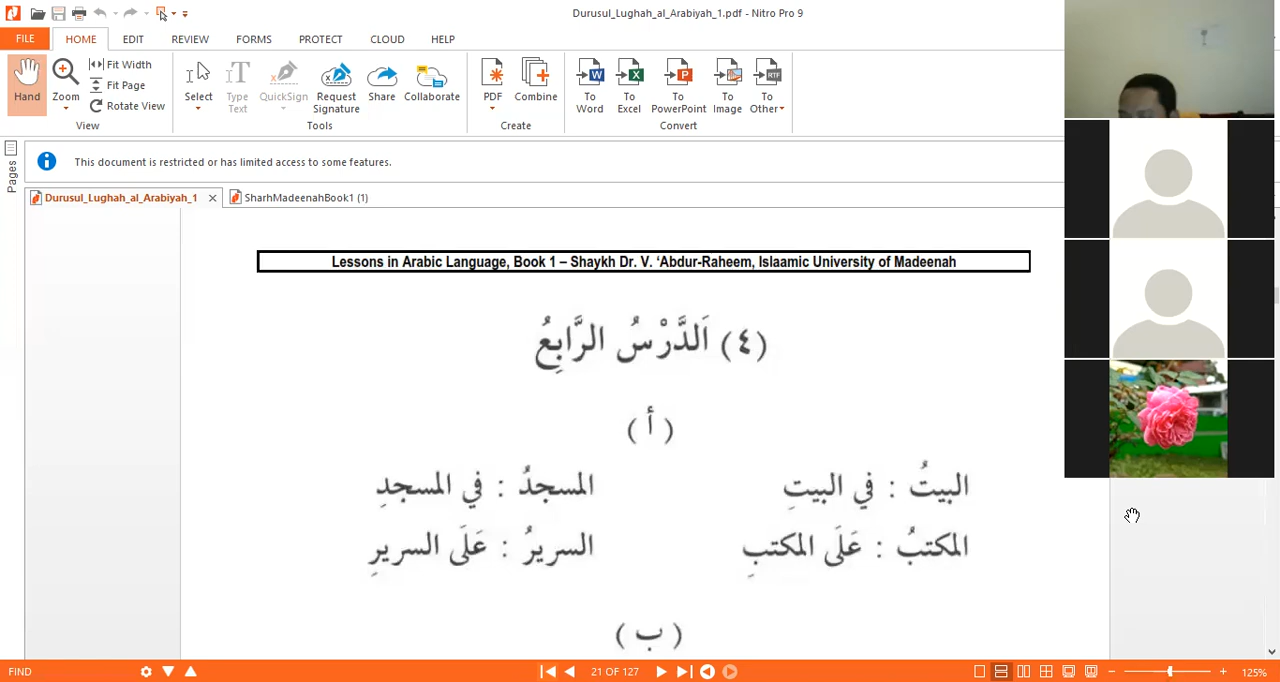 Durusul_Lughah_al_Arabiyah_1.pdf - Nitro Pro 9
FILE HOME EDIT REVIEW FORMS PROTECT CLOUD HELP
Hand
Zoom
Fit Width
Fit Page
Rotate View
View
Select
Type Text
QuickSign
Request Signature
Share
Collaborate
Tools
PDF
Combine
Create
To Word
To Excel
To PowerPoint
To Image
To Other
Convert
This document is restricted or has limited access to some features.
Pages
Durusul_Lughah_al_Arabiyah_1
SharhMadeenahBook1 (1)
Lessons in Arabic Language, Book 1 – Shaykh Dr. V. ‘Abdur-Raheem, Islaamic University of Madeenah
(٤) اَلدَّرْسُ الرَّابِعُ
( أ )
البيتُ : في البيتِ المسجدُ : في المسجدِ
المكتبُ : عَلَى المكتبِ السريرُ : عَلَى السريرِ
( ب )
FIND
21 OF 127
125%